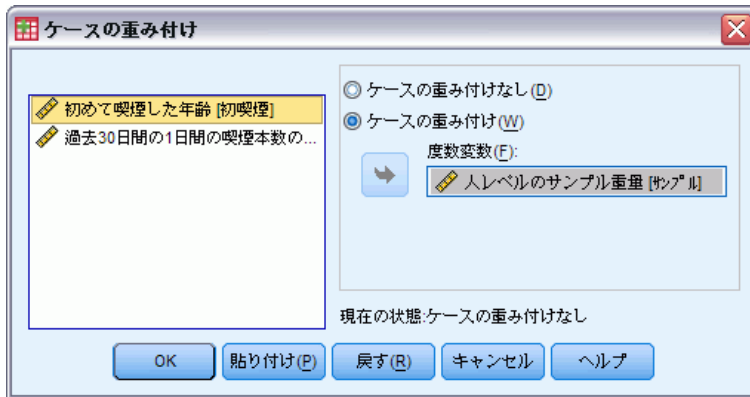 ケースの重み付け
初めて喫煙した年齢 [初喫煙]
過去30日間の1日間の喫煙本数の...
ケースの重み付けなし(D)
ケースの重み付け(W)
度数変数(F):
人レベルのサンプル重量 [ｻﾝﾌﾟﾙ]
現在の状態:ケースの重み付けなし
OK
貼り付け(P)
戻す(R)
キャンセル
ヘルプ